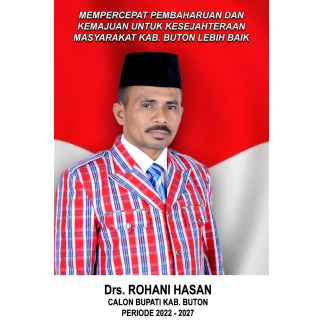 MEMPERCEPAT PEMBAHARUAN DAN
KEMAJUAN UNTUK KESEJAHTERAAN
MASYARAKAT KAB. BUTON LEBIH BAIK
Drs. ROHANI HASAN
CALON BUPATI KAB. BUTON
PERIODE 2022 - 2027